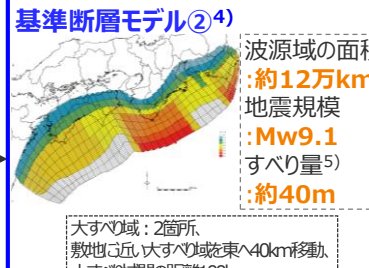 基準断層モデル②4)
波源域の面積
:約12万km
地震規模
:Mw9.1
すべり量5)
:約40m
大すべり域：2箇所、
敷地に近い大すべり域を東へ40km移動、